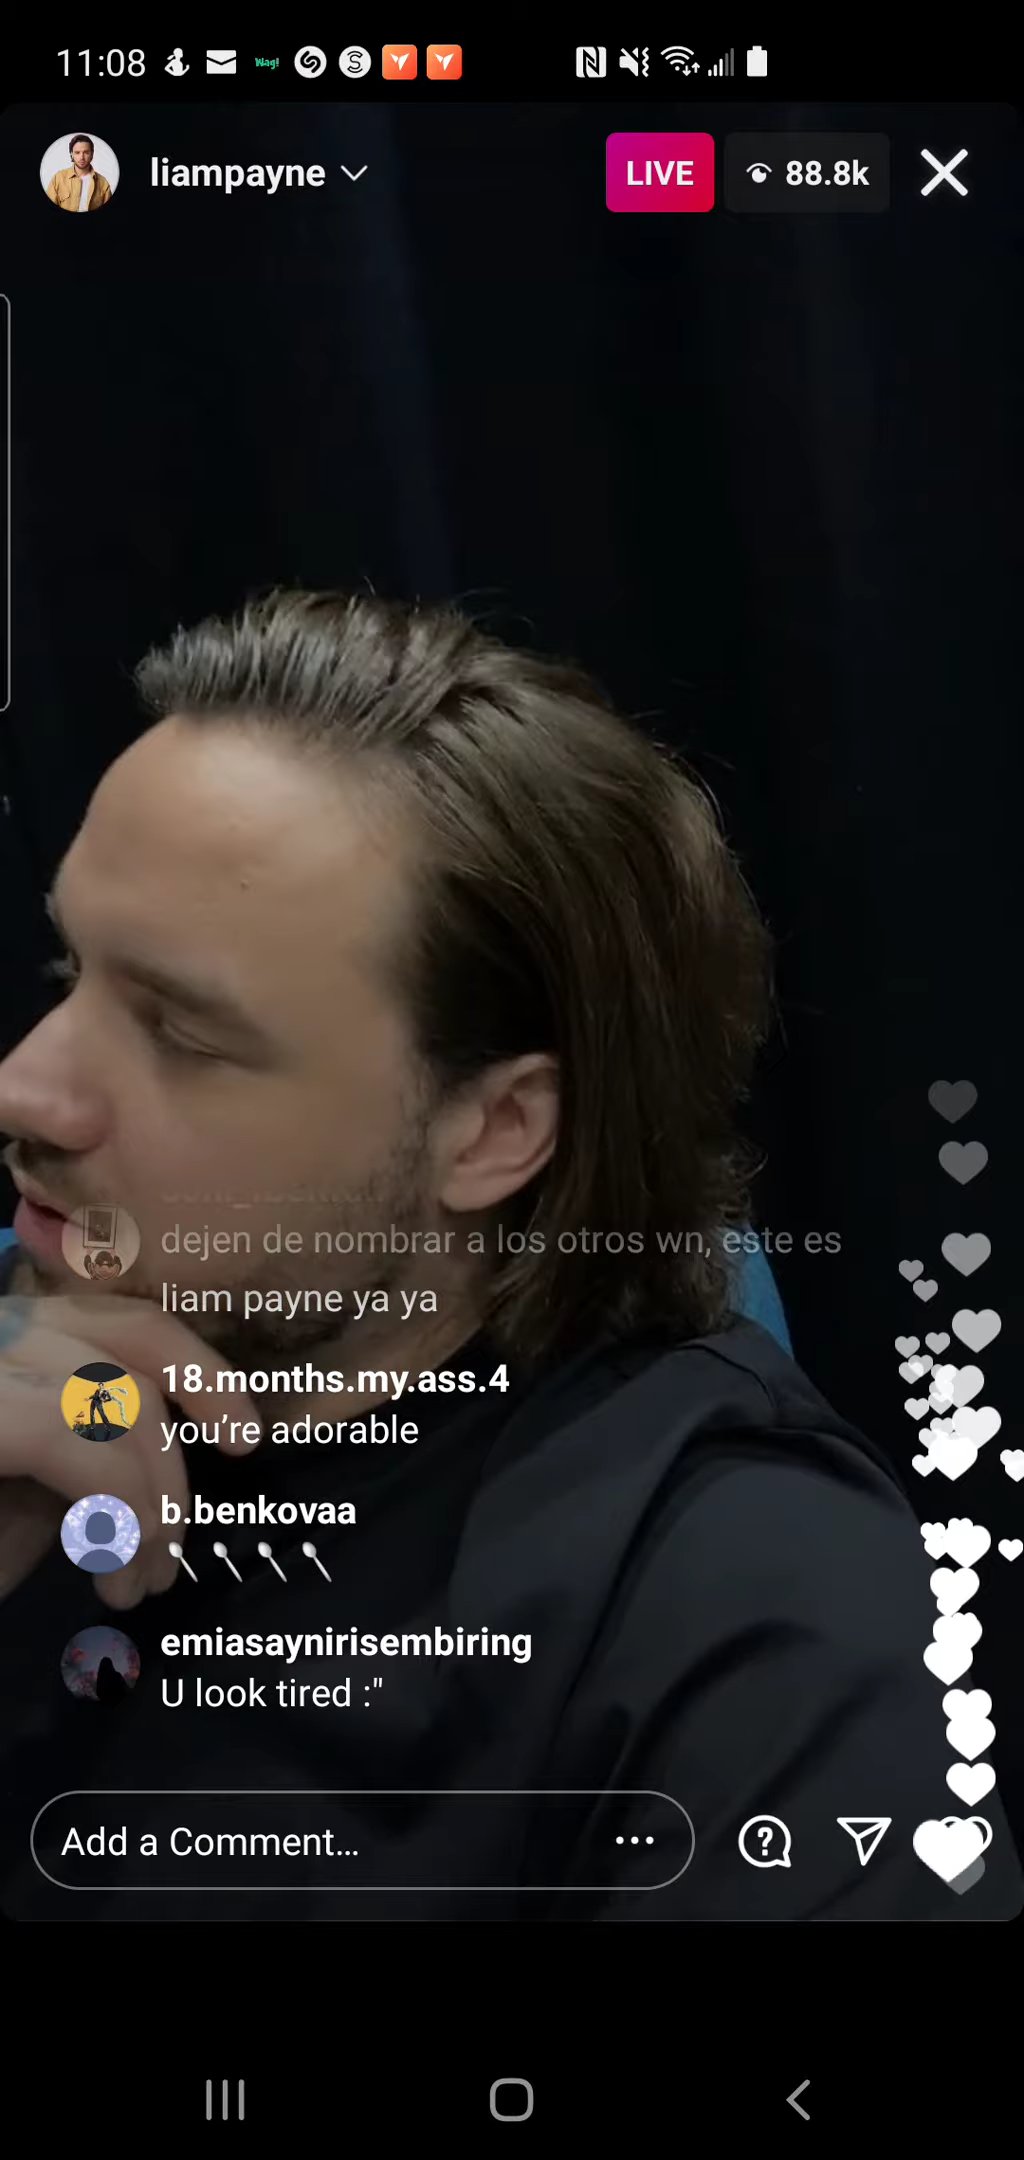 11:08
Wag!
liampayne
LIVE
88.8k
dejen de nombrar a los otros wn, este es
liam payne ya ya
18.months.my.ass.4
you’re adorable
b.benkovaa
🥄🥄🥄🥄
emiasaynirisembiring
U look tired :"
Add a Comment...